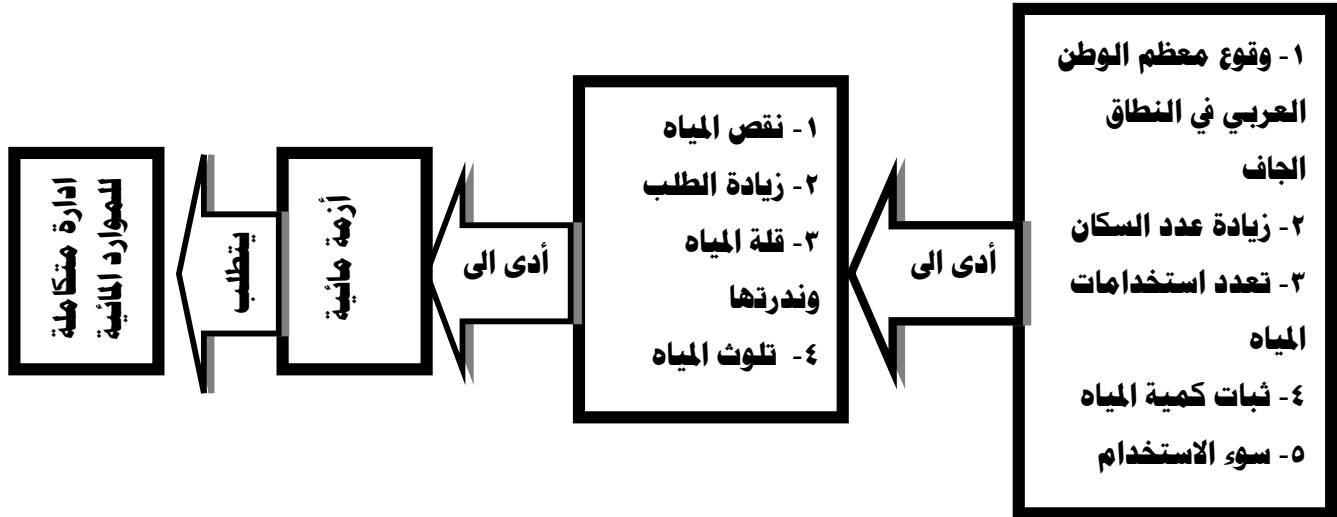 ١- وقوع معظم الوطن
العربي في النطاق
الجاف
٢- زيادة عدد السكان
٣- تعدد استخدامات
المياه
٤- ثبات كمية المياه
٥- سوء الاستخدام
أدى الى
١- نقص المياه
٢- زيادة الطلب
٣- قلة المياه
وندرتها
٤- تلوث المياه
أدى الى
أزمة مائية
يتطلب
ادارة متكاملة
للموارد المائية